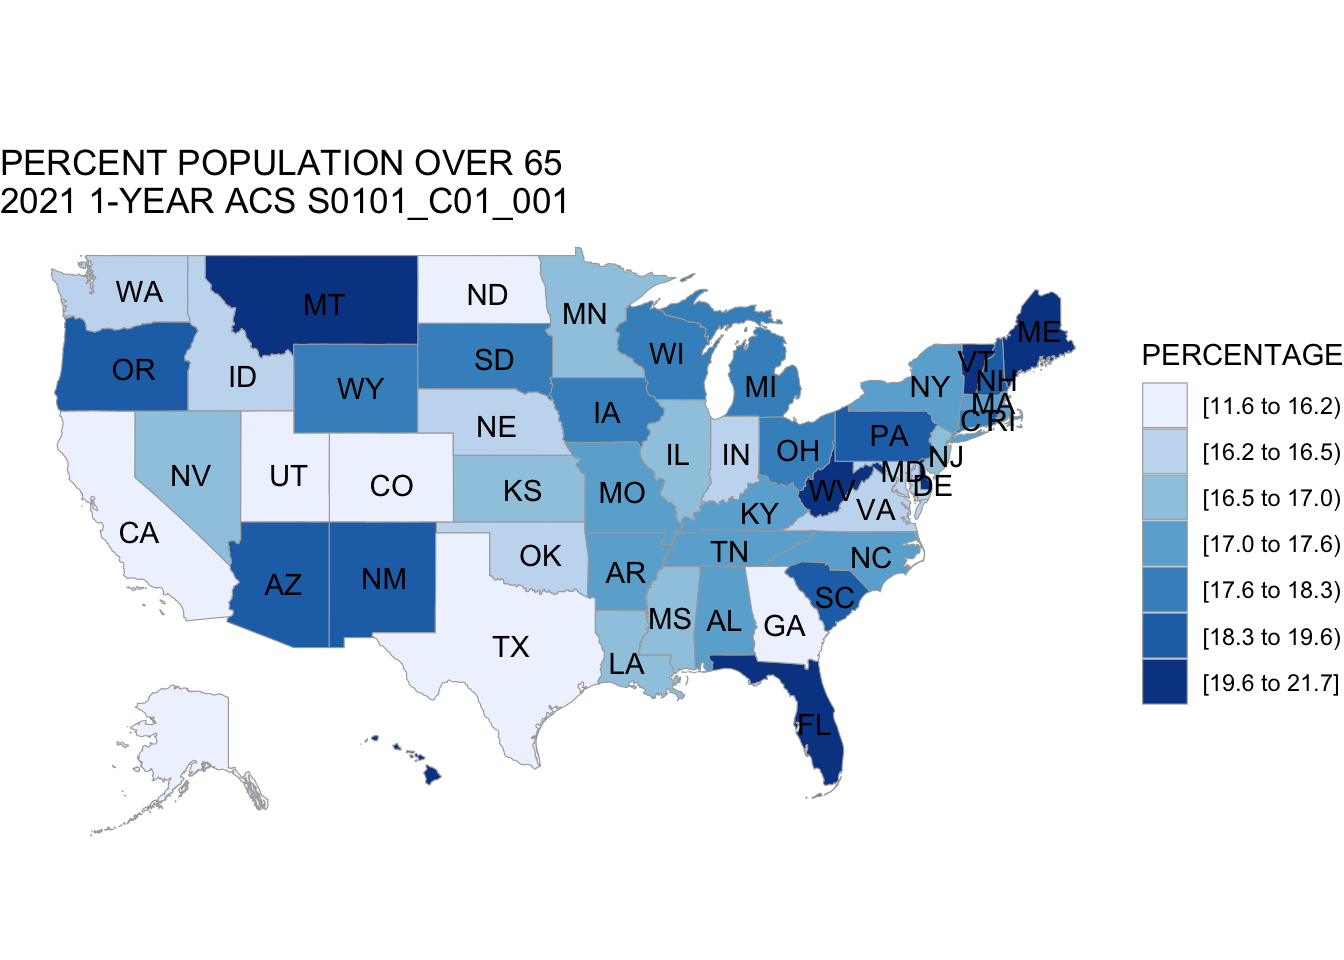 PERCENT POPULATION OVER 65
2021 1-YEAR ACS S0101_C01_001
WA
MT
ND
MN
ME
OR
ID
WY
SD
WI
MI
NY
VT
NH
MA
CT
RI
NE
IA
PA
NJ
NV
UT
CO
KS
MO
IL
IN
OH
MD
DE
WV
VA
KY
CA
AZ
NM
OK
AR
TN
NC
SC
TX
LA
MS
AL
GA
FL
PERCENTAGE
[11.6 to 16.2)
[16.2 to 16.5)
[16.5 to 17.0)
[17.0 to 17.6)
[17.6 to 18.3)
[18.3 to 19.6)
[19.6 to 21.7]